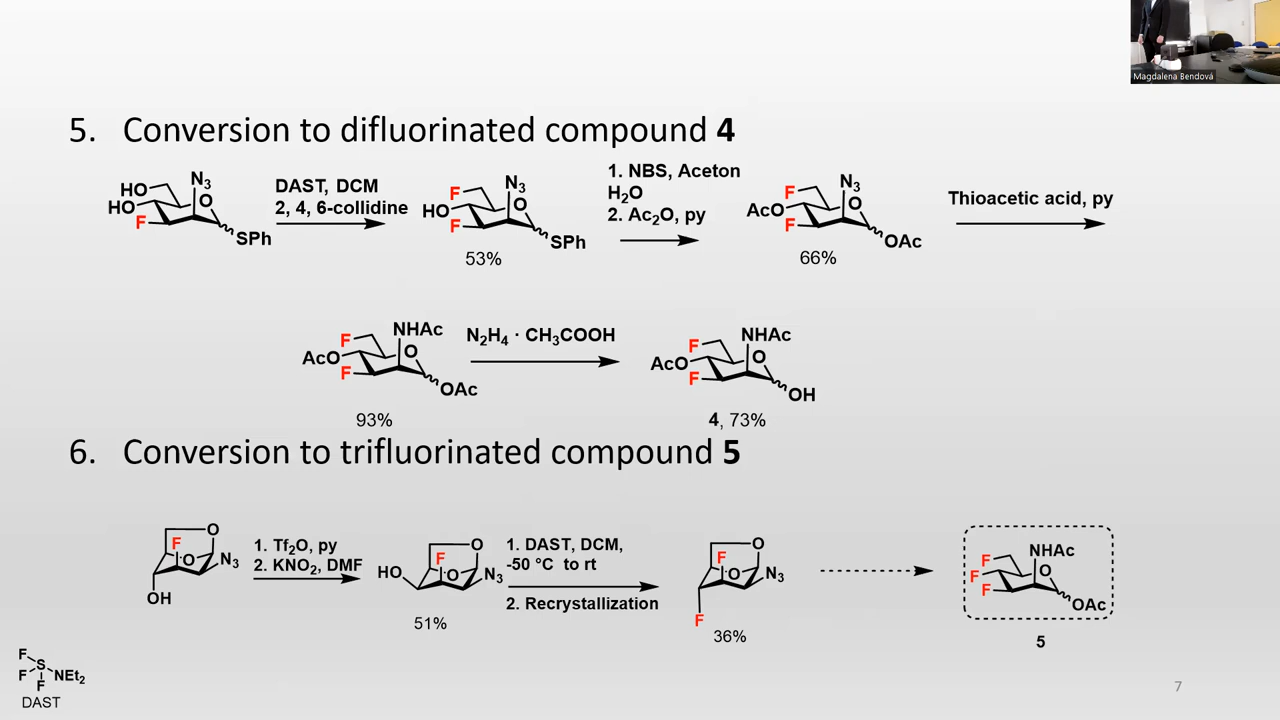 Magdalena Bendová
5. Conversion to difluorinated compound 4
HO
HO
F
N₃
O
SPh
DAST, DCM
2, 4, 6-collidine
F
HO
F
N₃
O
SPh
53%
1. NBS, Aceton
H₂O
2. Ac₂O, py
F
AcO
F
N₃
O
OAc
66%
Thioacetic acid, py
F
AcO
F
NHAc
O
OAc
93%
N₂H₄ · CH₃COOH
F
AcO
F
NHAc
O
OH
4, 73%
6. Conversion to trifluorinated compound 5
O
F
O
N₃
OH
1. Tf₂O, py
2. KNO₂, DMF
O
F
HO
O
N₃
51%
1. DAST, DCM,
-50 °C to rt
2. Recrystallization
O
F
O
N₃
F
36%
NHAc
F
F
F
O
OAc
5
F
F
S
F
NEt₂
DAST
7